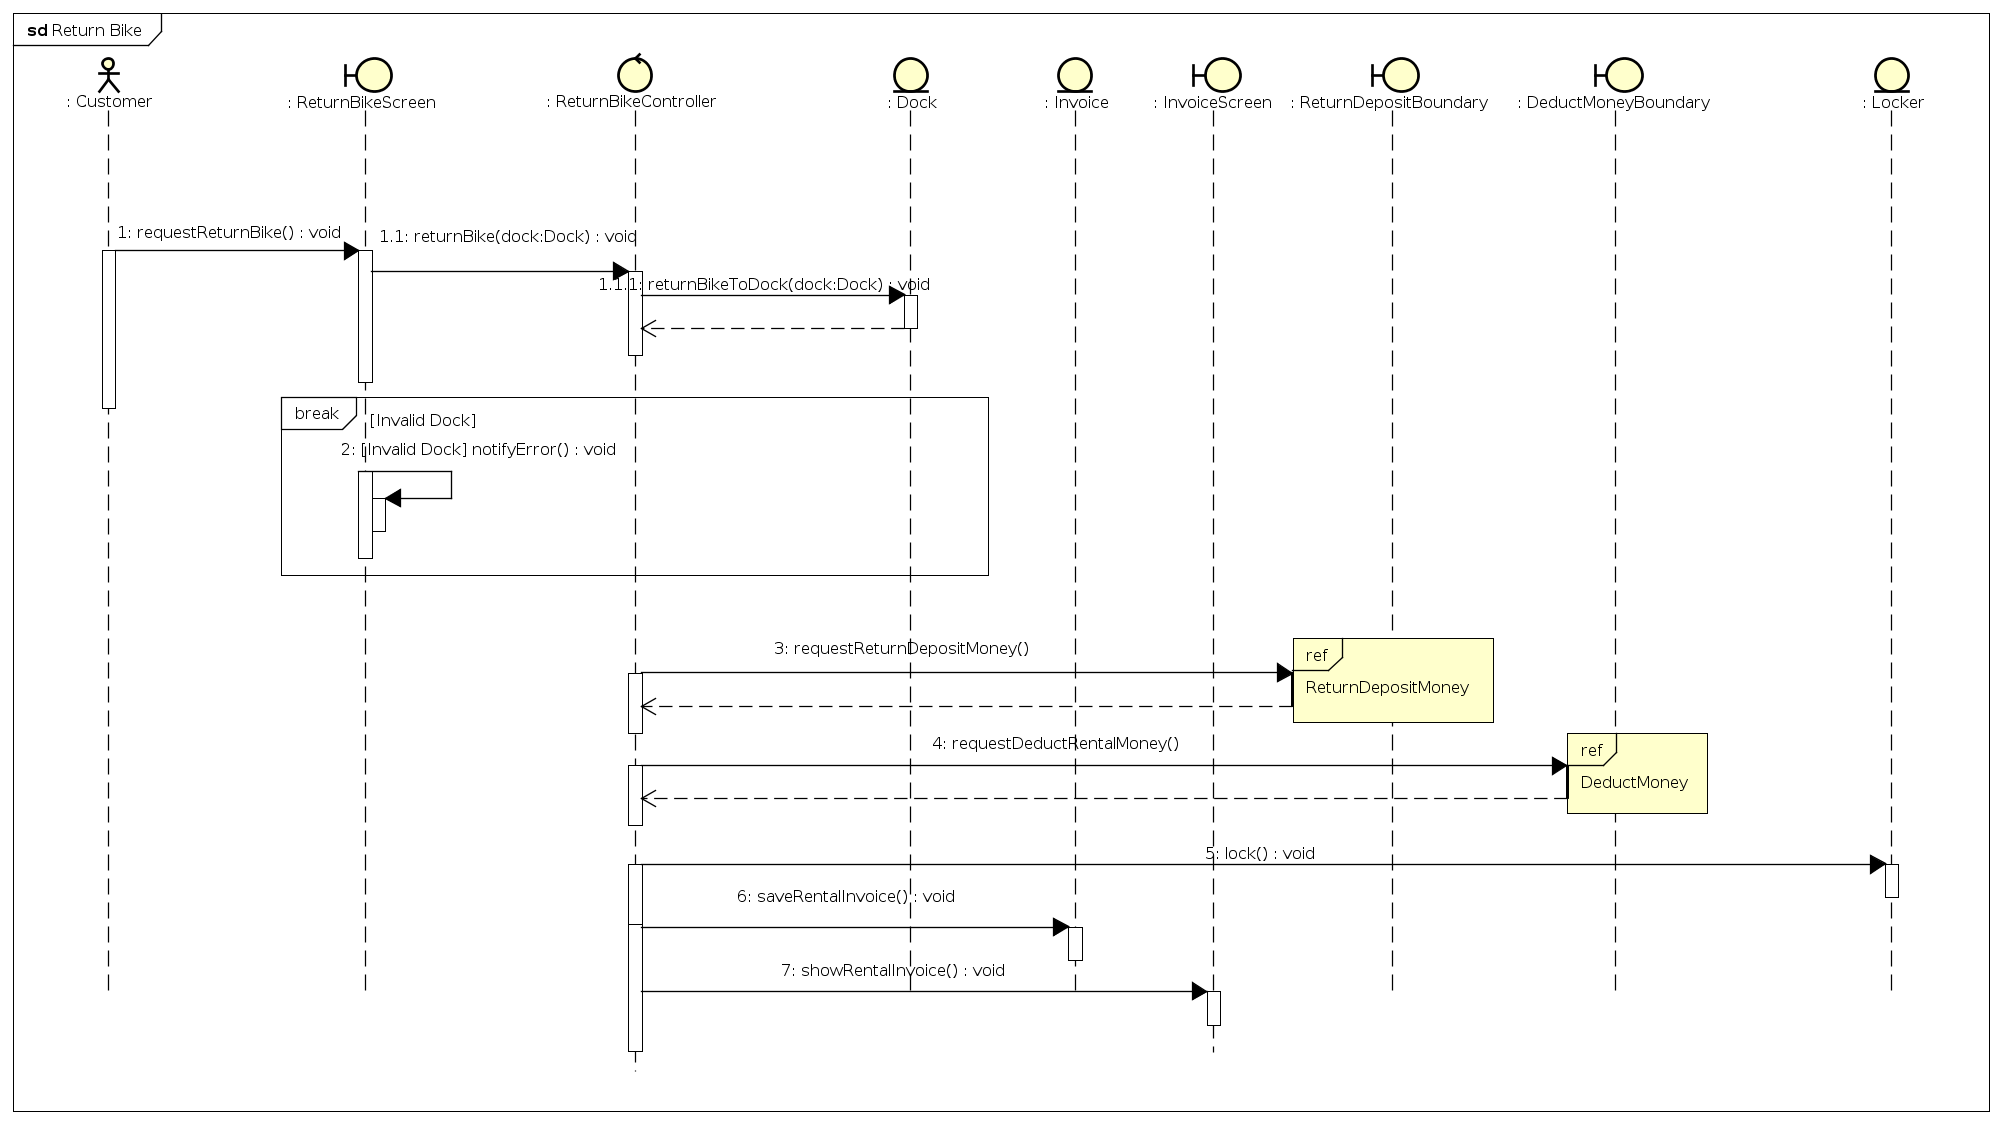 sd Return Bike
: Customer
: ReturnBikeScreen
: ReturnBikeController
: Dock
: Invoice
: InvoiceScreen
: ReturnDepositBoundary
: DeductMoneyBoundary
: Locker
1: requestReturnBike() : void
1.1: returnBike(dock:Dock) : void
1.1.1: returnBikeToDock(dock:Dock) : void
break
[Invalid Dock]
2: [Invalid Dock] notifyError() : void
3: requestReturnDepositMoney()
ref
ReturnDepositMoney
4: requestDeductRentalMoney()
ref
DeductMoney
5: lock() : void
6: saveRentalInvoice() : void
7: showRentalInvoice() : void